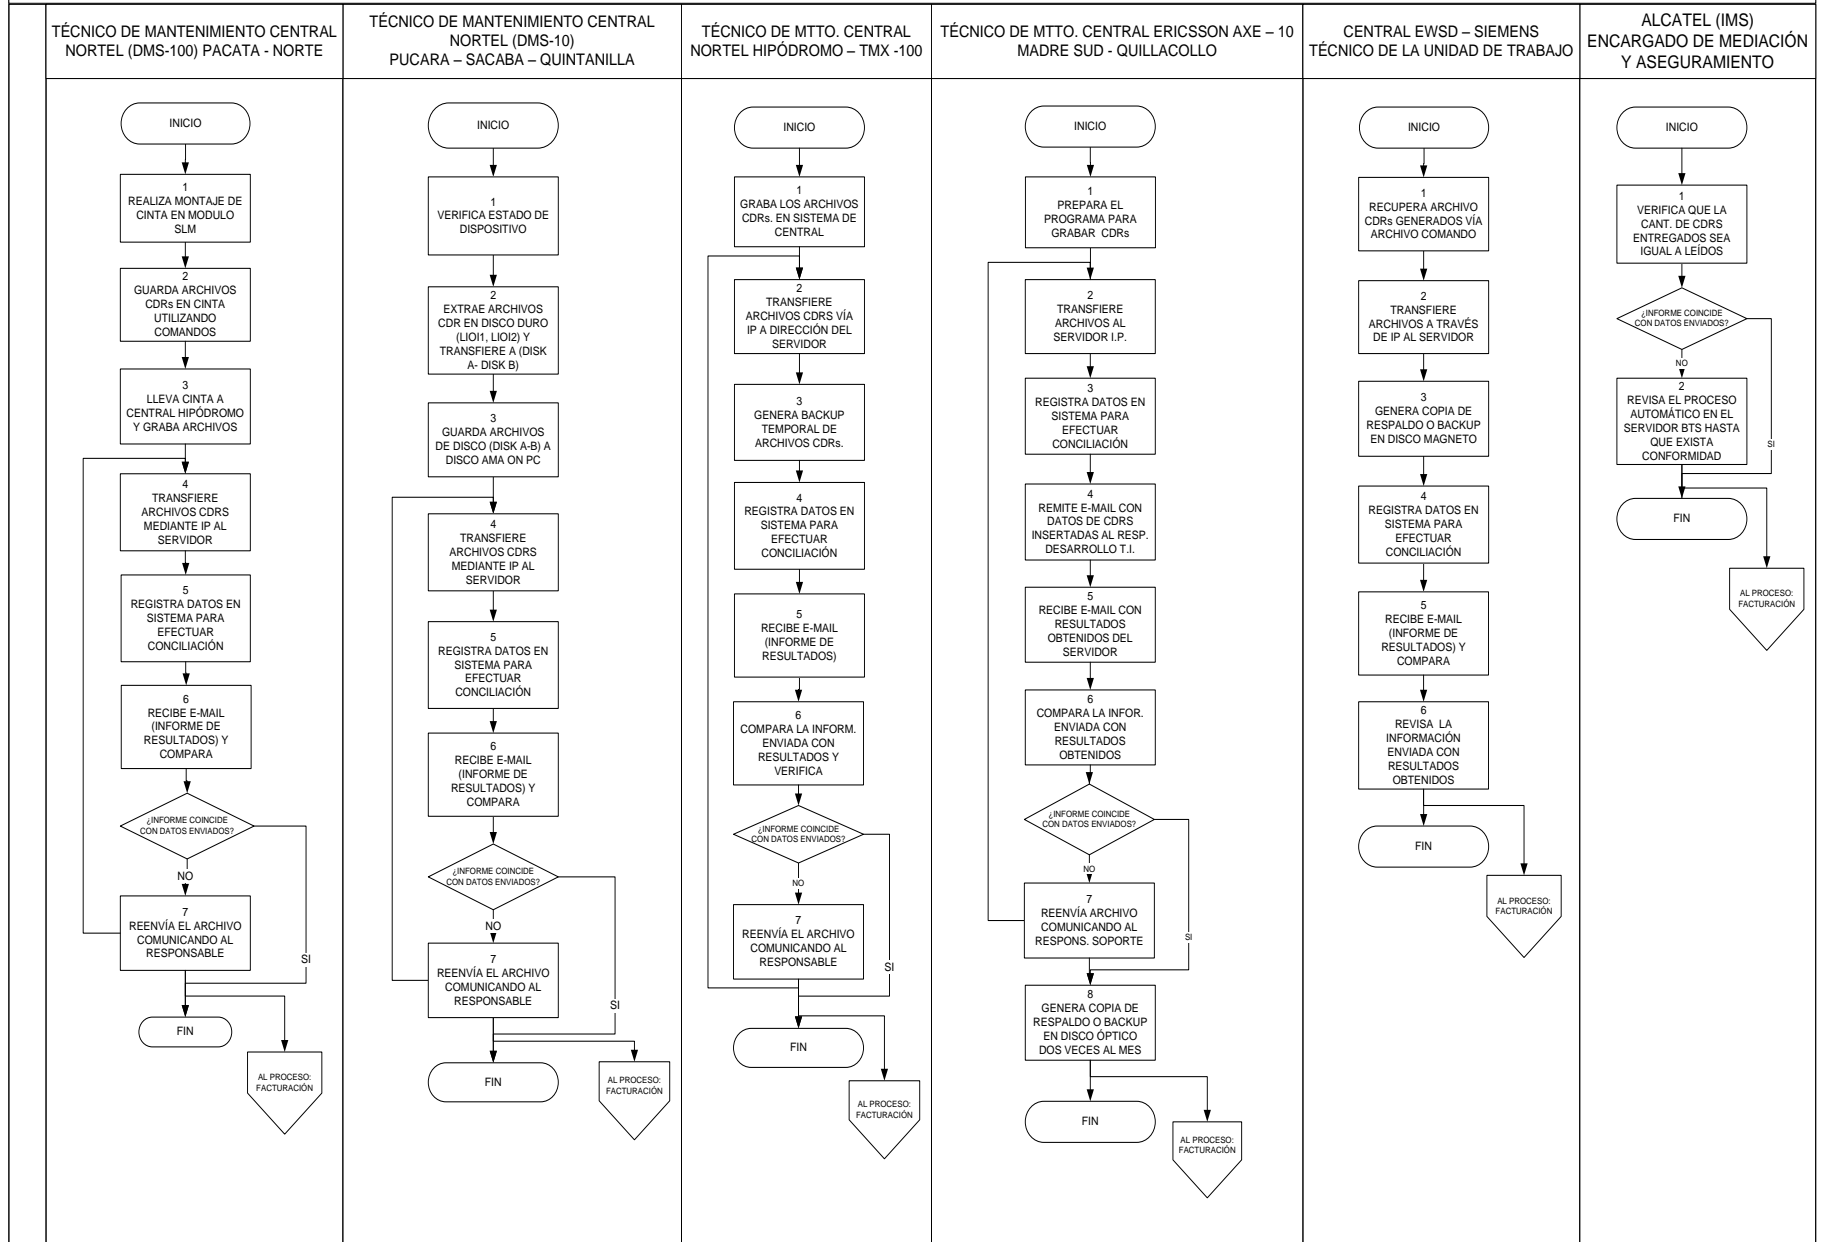 TÉCNICO DE MANTENIMIENTO CENTRAL
NORTEL (DMS-100) PACATA - NORTE
INICIO
1
REALIZA MONTAJE DE
CINTA EN MODULO
SLM
2
GUARDA ARCHIVOS
CDRs EN CINTA
UTILIZANDO
COMANDOS
3
LLEVA CINTA A
CENTRAL HIPÓDROMO
Y GRABA ARCHIVOS
4
TRANSFIERE
ARCHIVOS CDRS
MEDIANTE IP AL
SERVIDOR
5
REGISTRA DATOS EN
SISTEMA PARA
EFECTUAR
CONCILIACIÓN
6
RECIBE E-MAIL
(INFORME DE
RESULTADOS) Y
COMPARA
¿INFORME COINCIDE
CON DATOS ENVIADOS?
NO
7
REENVÍA EL ARCHIVO
COMUNICANDO AL
RESPONSABLE
SI
FIN
AL PROCESO:
FACTURACIÓN
TÉCNICO DE MANTENIMIENTO CENTRAL
NORTEL (DMS-10)
PUCARA – SACABA – QUINTANILLA
INICIO
1
VERIFICA ESTADO DE
DISPOSITIVO
2
EXTRAE ARCHIVOS
CDR EN DISCO DURO
(LIOI1, LIOI2) Y
TRANSFIERE A (DISK
A- DISK B)
3
GUARDA ARCHIVOS
DE DISCO (DISK A-B) A
DISCO AMA ON PC
4
TRANSFIERE
ARCHIVOS CDRS
MEDIANTE IP AL
SERVIDOR
5
REGISTRA DATOS EN
SISTEMA PARA
EFECTUAR
CONCILIACIÓN
6
RECIBE E-MAIL
(INFORME DE
RESULTADOS) Y
COMPARA
¿INFORME COINCIDE
CON DATOS ENVIADOS?
NO
7
REENVÍA EL ARCHIVO
COMUNICANDO AL
RESPONSABLE
SI
FIN
AL PROCESO:
FACTURACIÓN
TÉCNICO DE MTTO. CENTRAL
NORTEL HIPÓDROMO – TMX -100
INICIO
1
GRABA LOS ARCHIVOS
CDRs. EN SISTEMA DE
CENTRAL
2
TRANSFIERE
ARCHIVOS CDRS VÍA
IP A DIRECCIÓN DEL
SERVIDOR
3
GENERA BACKUP
TEMPORAL DE
ARCHIVOS CDRs.
4
REGISTRA DATOS EN
SISTEMA PARA
EFECTUAR
CONCILIACIÓN
5
RECIBE E-MAIL
(INFORME DE
RESULTADOS)
6
COMPARA LA INFORM.
ENVIADA CON
RESULTADOS Y
VERIFICA
¿INFORME COINCIDE
CON DATOS ENVIADOS?
NO
7
REENVÍA EL ARCHIVO
COMUNICANDO AL
RESPONSABLE
SI
FIN
AL PROCESO:
FACTURACIÓN
TÉCNICO DE MTTO. CENTRAL ERICSSON AXE – 10
MADRE SUD - QUILLACOLLO
INICIO
1
PREPARA EL
PROGRAMA PARA
GRABAR CDRs
2
TRANSFIERE
ARCHIVOS AL
SERVIDOR I.P.
3
REGISTRA DATOS EN
SISTEMA PARA
EFECTUAR
CONCILIACIÓN
4
REMITE E-MAIL CON
DATOS DE CDRS
INSERTADAS AL RESP.
DESARROLLO T.I.
5
RECIBE E-MAIL CON
RESULTADOS
OBTENIDOS DEL
SERVIDOR
6
COMPARA LA INFOR.
ENVIADA CON
RESULTADOS
OBTENIDOS
¿INFORME COINCIDE
CON DATOS ENVIADOS?
NO
7
REENVÍA ARCHIVO
COMUNICANDO AL
RESPONS. SOPORTE
SI
8
GENERA COPIA DE
RESPALDO O BACKUP
EN DISCO ÓPTICO
DOS VECES AL MES
FIN
AL PROCESO:
FACTURACIÓN
CENTRAL EWSD – SIEMENS
TÉCNICO DE LA UNIDAD DE TRABAJO
INICIO
1
RECUPERA ARCHIVO
CDRs GENERADOS VÍA
ARCHIVO COMANDO
2
TRANSFIERE
ARCHIVOS A TRAVÉS
DE IP AL SERVIDOR
3
GENERA COPIA DE
RESPALDO O BACKUP
EN DISCO MAGNETO
4
REGISTRA DATOS EN
SISTEMA PARA
EFECTUAR
CONCILIACIÓN
5
RECIBE E-MAIL
(INFORME DE
RESULTADOS) Y
COMPARA
6
REVISA LA
INFORMACIÓN
ENVIADA CON
RESULTADOS
OBTENIDOS
FIN
AL PROCESO:
FACTURACIÓN
ALCATEL (IMS)
ENCARGADO DE MEDIACIÓN
Y ASEGURAMIENTO
INICIO
1
VERIFICA QUE LA
CANT. DE CDRS
ENTREGADOS SEA
IGUAL A LEÍDOS
¿INFORME COINCIDE
CON DATOS ENVIADOS?
NO
2
REVISA EL PROCESO
AUTOMÁTICO EN EL
SERVIDOR BTS HASTA
QUE EXISTA
CONFORMIDAD
SI
FIN
AL PROCESO:
FACTURACIÓN